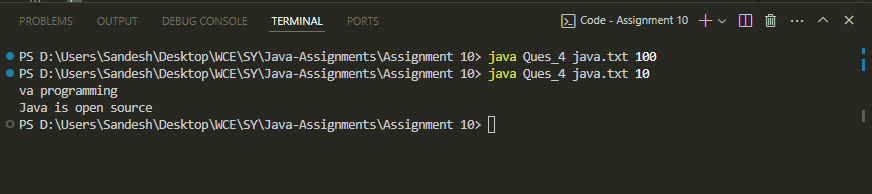 PROBLEMS OUTPUT DEBUG CONSOLE TERMINAL PORTS Code - Assignment 10
PS D:\Users\Sandesh\Desktop\WCE\SY\Java-Assignments\Assignment 10> java Ques_4 java.txt 100
PS D:\Users\Sandesh\Desktop\WCE\SY\Java-Assignments\Assignment 10> java Ques_4 java.txt 10
va programming
Java is open source
PS D:\Users\Sandesh\Desktop\WCE\SY\Java-Assignments\Assignment 10>